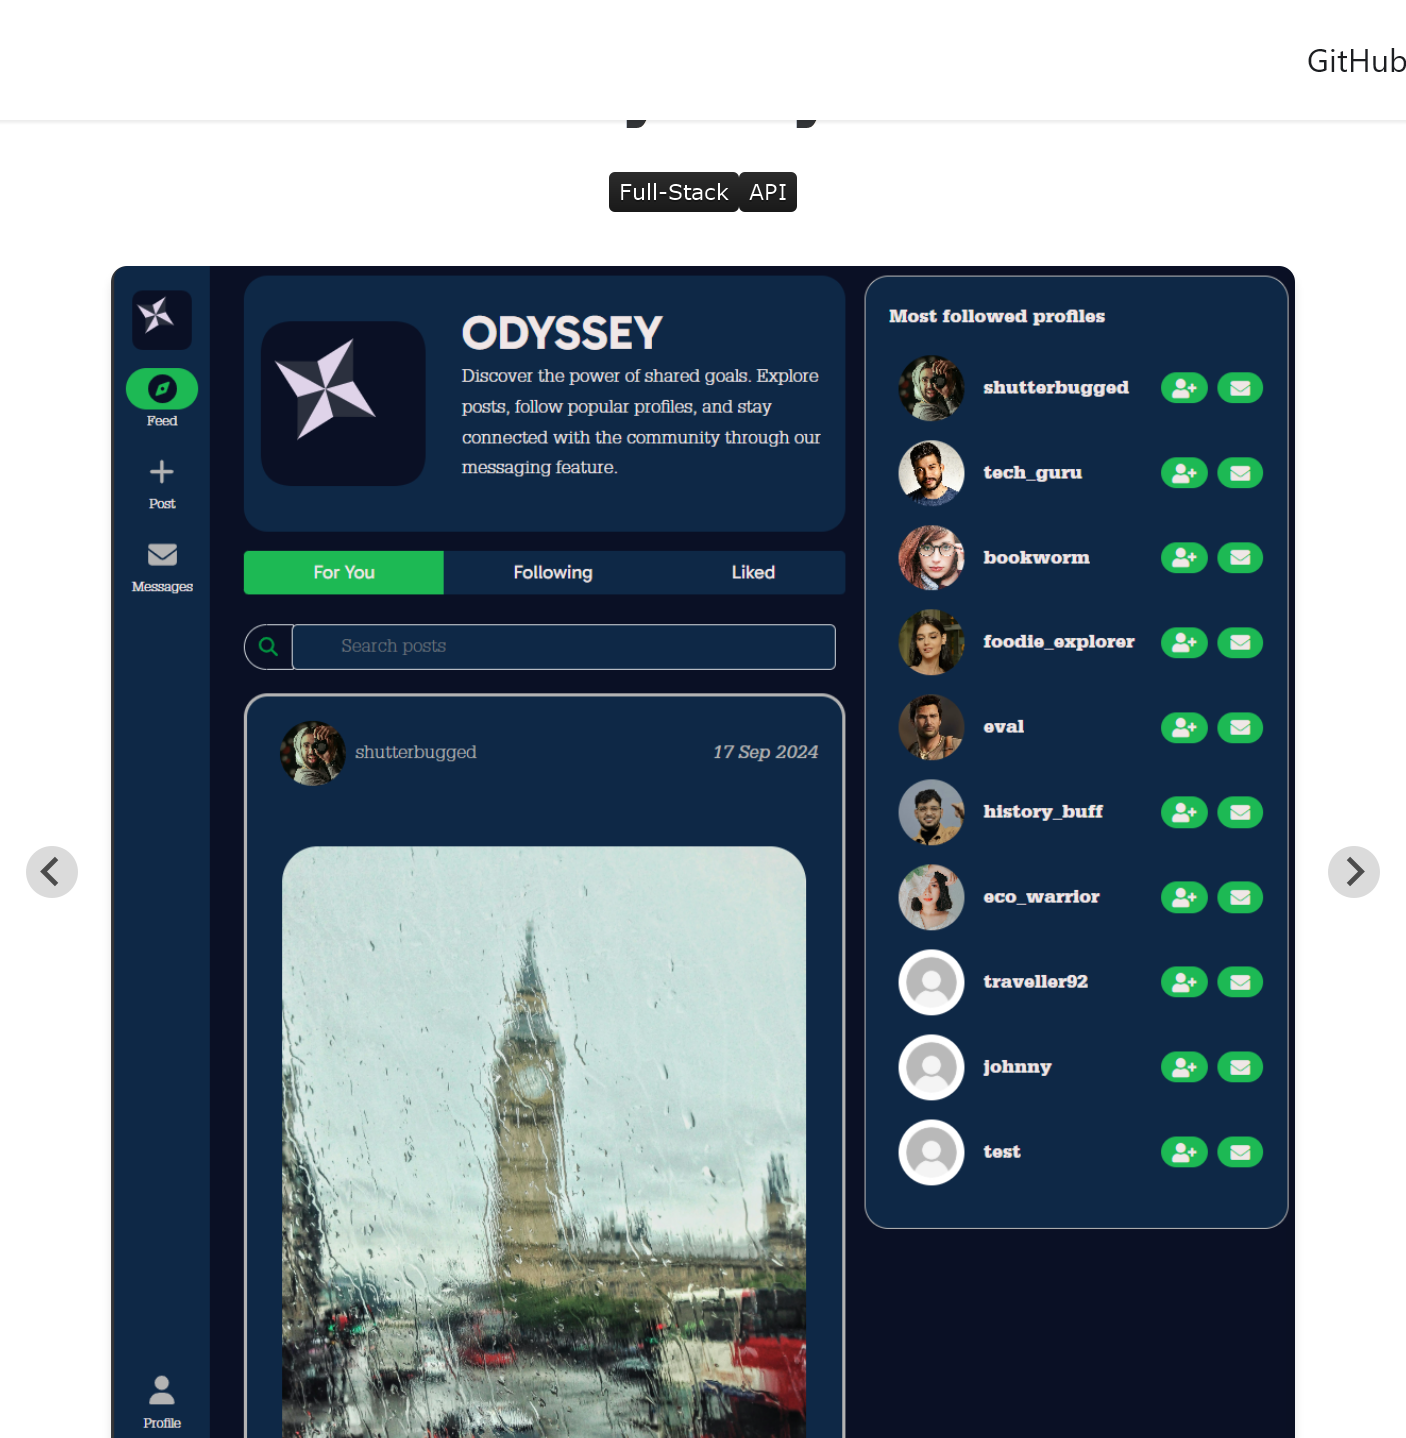 GitHub
Full-Stack
API
Feed
Post
Messages
Profile
ODYSSEY
Discover the power of shared goals. Explore
posts, follow popular profiles, and stay
connected with the community through our
messaging feature.
For You
Following
Liked
Search posts
shutterbugged
17 Sep 2024
Most followed profiles
shutterbugged
tech_guru
bookworm
foodie_explorer
eval
history_buff
eco_warrior
traveller92
johnny
test